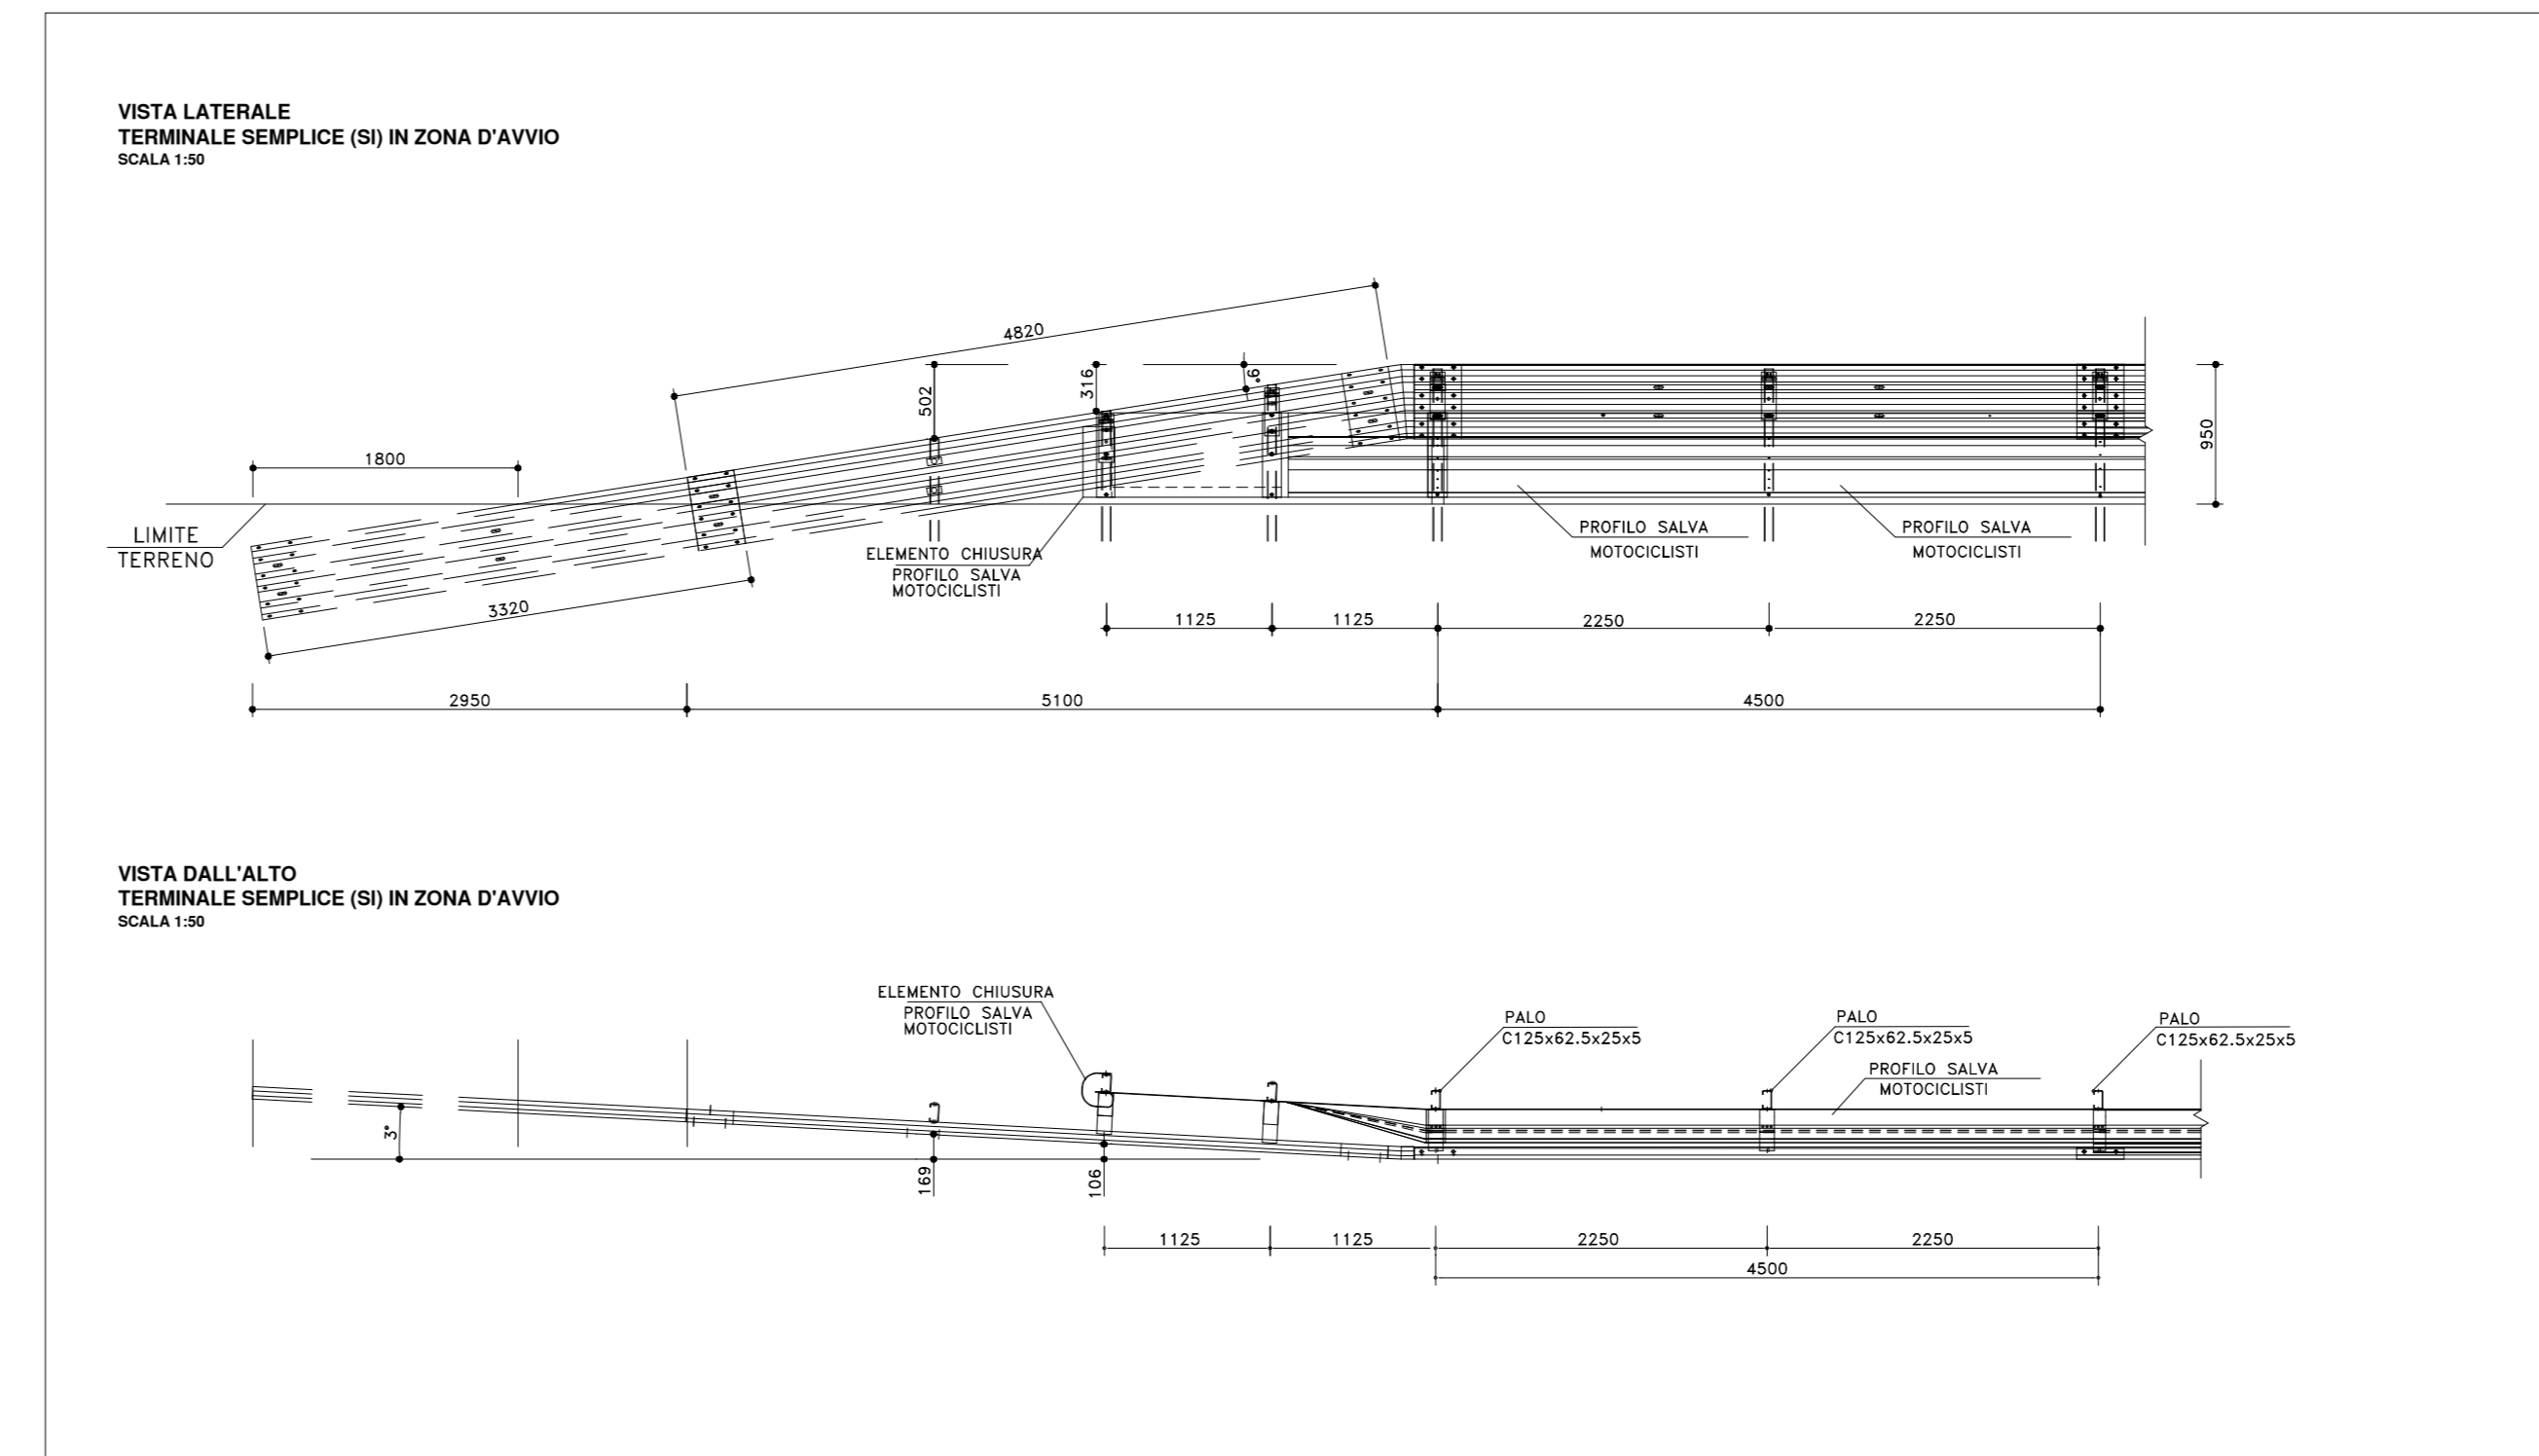 VISTA LATERALE
TERMINALE SEMPLICE (SI) IN ZONA D'AVVIO
SCALA 1:50
4820
502
316
6°
1800
950
LIMITE
TERRENO
ELEMENTO CHIUSURA
PROFILO SALVA
MOTOCICLISTI
PROFILO SALVA
MOTOCICLISTI
PROFILO SALVA
MOTOCICLISTI
3320
1125
1125
2250
2250
2950
5100
4500
VISTA DALL'ALTO
TERMINALE SEMPLICE (SI) IN ZONA D'AVVIO
SCALA 1:50
ELEMENTO CHIUSURA
PROFILO SALVA
MOTOCICLISTI
PALO
C125x62.5x25x5
PALO
C125x62.5x25x5
PALO
C125x62.5x25x5
PROFILO SALVA
MOTOCICLISTI
3°
169
106
1125
1125
2250
2250
4500